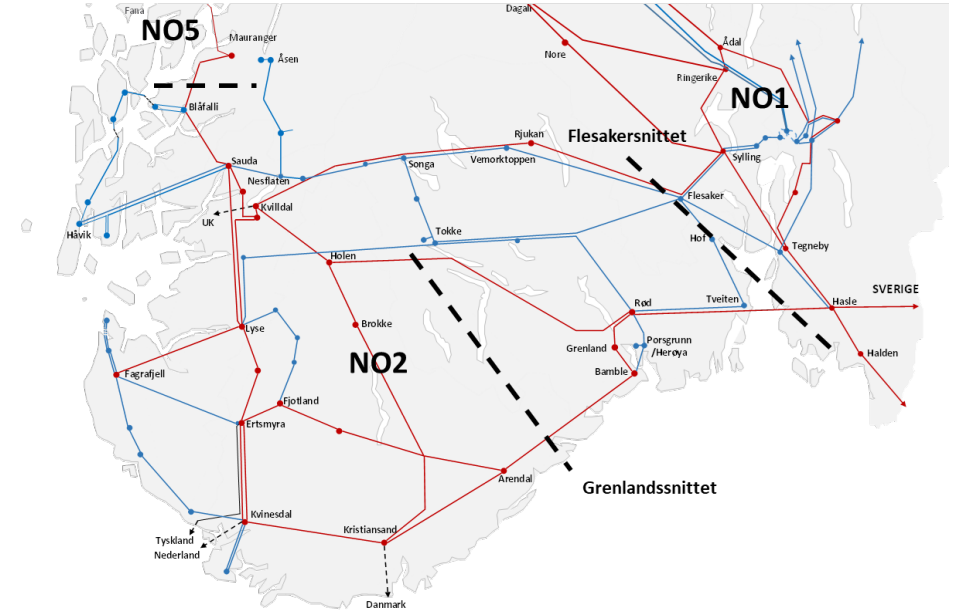 Fana
NO5
Mauranger
Åsen
Blåfalli
Dagali
Nore
Ådal
Ringerike
NO1
Flesakersnittet
Rjukan
Vemorktoppen
Songa
Sylling
Sauda
Nesflaten
Kvilldal
UK
Håvik
Flesaker
Tokke
Hof
Tegneby
Holen
SVERIGE
Rød
Tveiten
Hasle
Lyse
Brokke
NO2
Grenland
Porsgrunn
/Herøya
Halden
Bamble
Fagrafjell
Fjotland
Ertsmyra
Arendal
Grenlandssnittet
Kvinesdal
Kristiansand
Tyskland
Nederland
Danmark